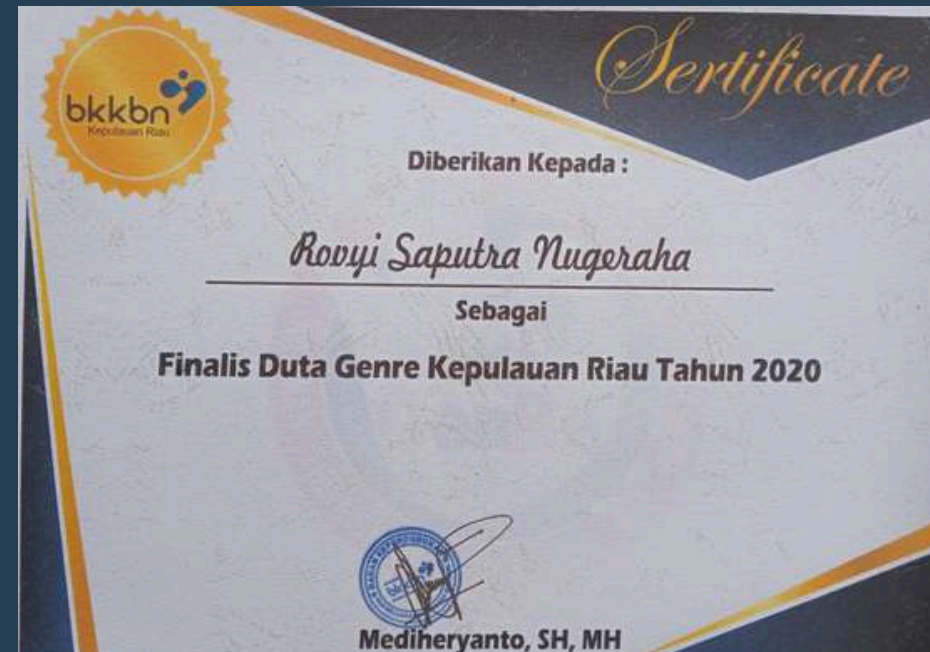 Sertificate
bkkbn
Kepulauan Riau
Diberikan Kepada :
Rovyi Saputra Nugeraha
Sebagai
Finalis Duta Genre Kepulauan Riau Tahun 2020
Mediheryanto, SH, MH